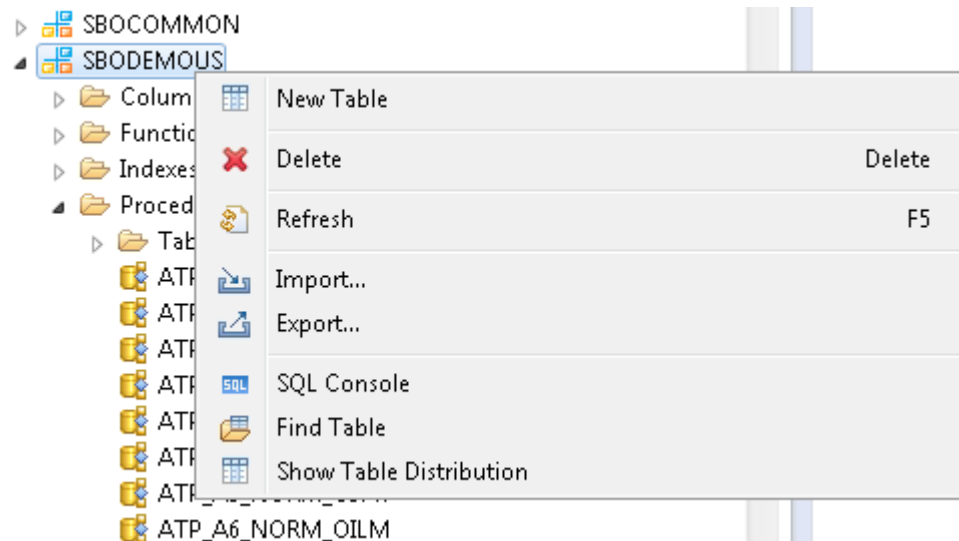 SBOCOMMON
SBODEMOUS
Colum
New Table
Functio
Delete Delete
Indexes
Proced
Refresh F5
Tab
ATP
Import...
ATP
Export...
ATP
ATP
SQL Console
ATP
Find Table
ATP
Show Table Distribution
ATP_A6_NORM_OILM